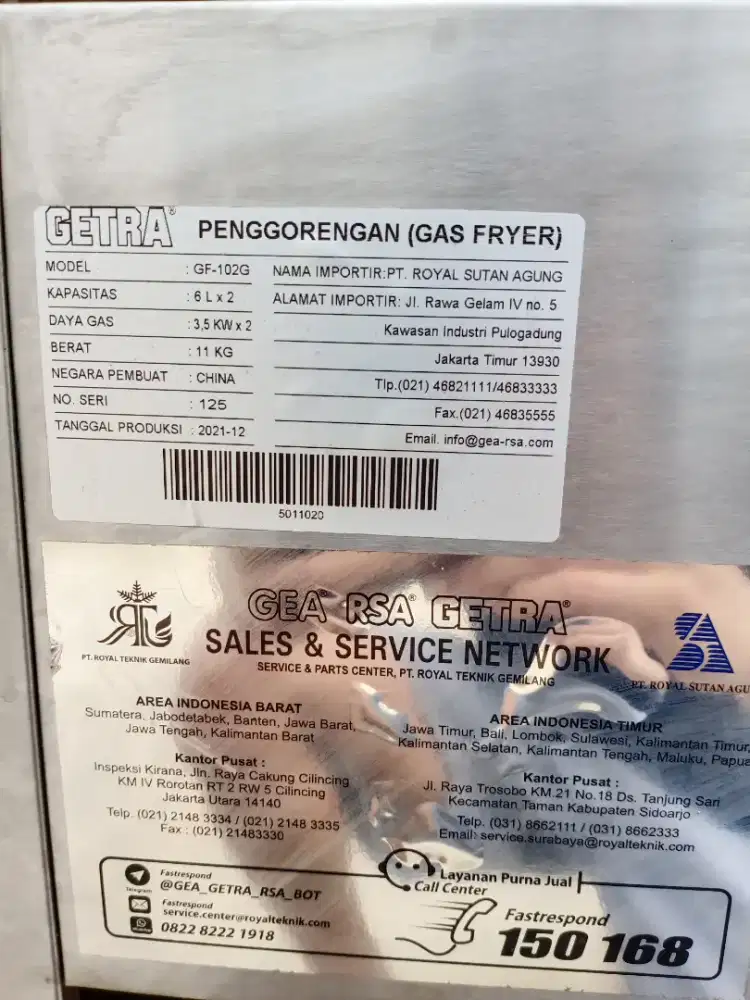 GETRA® PENGGORENGAN (GAS FRYER)
MODEL : GF-102G
KAPASITAS : 6 L x 2
DAYA GAS : 3,5 KW x 2
BERAT : 11 KG
NEGARA PEMBUAT : CHINA
NO. SERI : 125
TANGGAL PRODUKSI : 2021-12
NAMA IMPORTIR:PT. ROYAL SUTAN AGUNG
ALAMAT IMPORTIR: Jl. Rawa Gelam IV no. 5
Kawasan Industri Pulogadung
Jakarta Timur 13930
Tlp.(021) 46821111/46833333
Fax.(021) 46835555
Email. info@gea-rsa.com
5011020
RTG
PT. ROYAL TEKNIK GEMILANG
GEA® RSA® GETRA®
SALES & SERVICE NETWORK
SERVICE & PARTS CENTER, PT. ROYAL TEKNIK GEMILANG
PT. ROYAL SUTAN AGU
AREA INDONESIA BARAT
Sumatera, Jabodetabek, Banten, Jawa Barat,
Jawa Tengah, Kalimantan Barat
Kantor Pusat :
Inspeksi Kirana, Jln. Raya Cakung Cilincing
KM IV Rorotan RT 2 RW 5 Cilincing
Jakarta Utara 14140
Telp. (021) 2148 3334 / (021) 2148 3335
Fax : (021) 21483330
AREA INDONESIA TIMUR
Jawa Timur, Bali, Lombok, Sulawesi, Kalimantan Timur,
Kalimantan Selatan, Kalimantan Tengah, Maluku, Papua
Kantor Pusat :
Jl. Raya Trosobo KM.21 No.18 Ds. Tanjung Sari
Kecamatan Taman Kabupaten Sidoarjo
Telp. (031) 8662111 / (031) 8662333
Email: service.surabaya@royalteknik.com
Fastrespond
@GEA_GETRA_RSA_BOT
Telegram
Fastrespond
service.center@royalteknik.com
0822 8222 1918
WhatsApp
Layanan Purna Jual
Call Center
Fastrespond
150 168